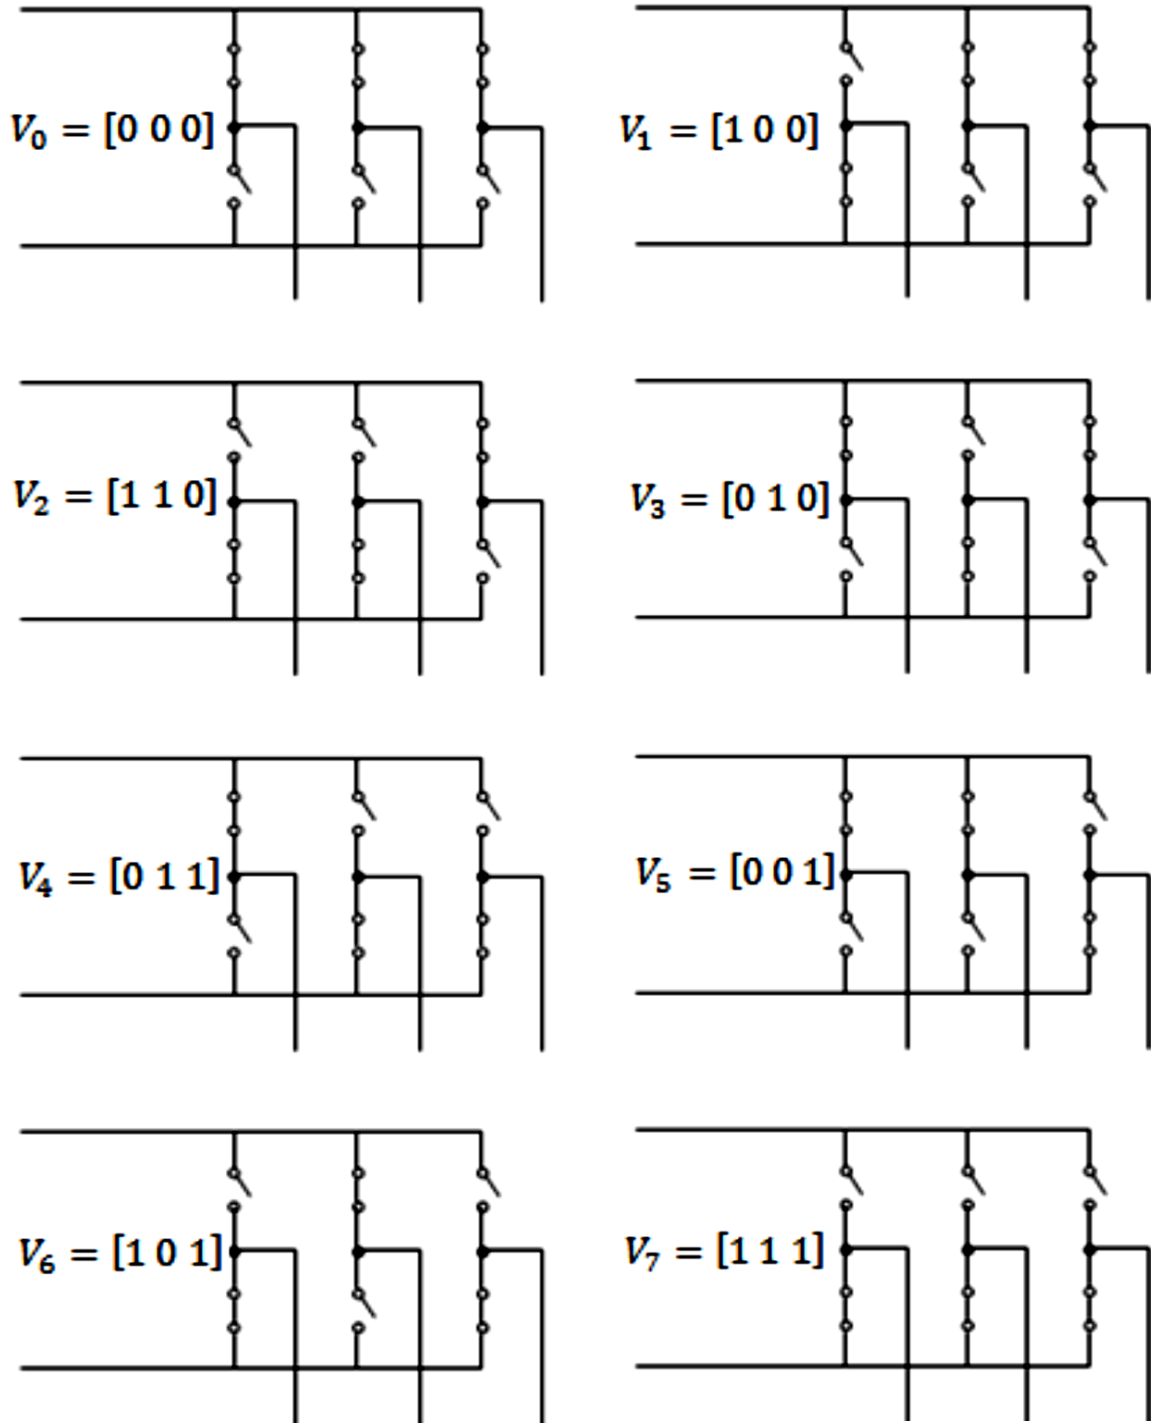 V₀ = [0 0 0]
V₁ = [1 0 0]
V₂ = [1 1 0]
V₃ = [0 1 0]
V₄ = [0 1 1]
V₅ = [0 0 1]
V₆ = [1 0 1]
V₇ = [1 1 1]